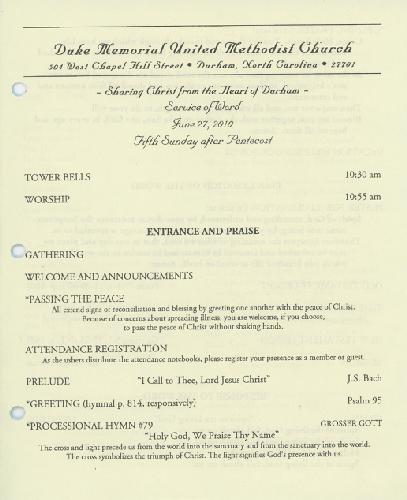 Duke Memorial United Methodist Church
504 West Chapel Hill Street • Durham, North Carolina • 27701
~ Sharing Christ from the Heart of Durham ~
Service of Word
June 27, 2010
Fifth Sunday after Pentecost
TOWER BELLS 10:30 am
WORSHIP 10:55 am
ENTRANCE AND PRAISE
GATHERING
WELCOME AND ANNOUNCEMENTS
*PASSING THE PEACE
All extend signs of reconciliation and blessing by greeting one another with the peace of Christ.
Because of concerns about spreading illness, you are welcome, if you choose,
to pass the peace of Christ without shaking hands.
ATTENDANCE REGISTRATION
As the ushers distribute the attendance notebooks, please register your presence as a member or guest.
PRELUDE "I Call to Thee, Lord Jesus Christ" J.S. Bach
*GREETING (hymnal p. 814, responsively) Psalm 95
*PROCESSIONAL HYMN #79 GROSSER GOTT
"Holy God, We Praise Thy Name"
The cross and light precede us from the world into the sanctuary and from the sanctuary into the world.
The cross symbolizes the triumph of Christ. The light signifies God's presence with us.